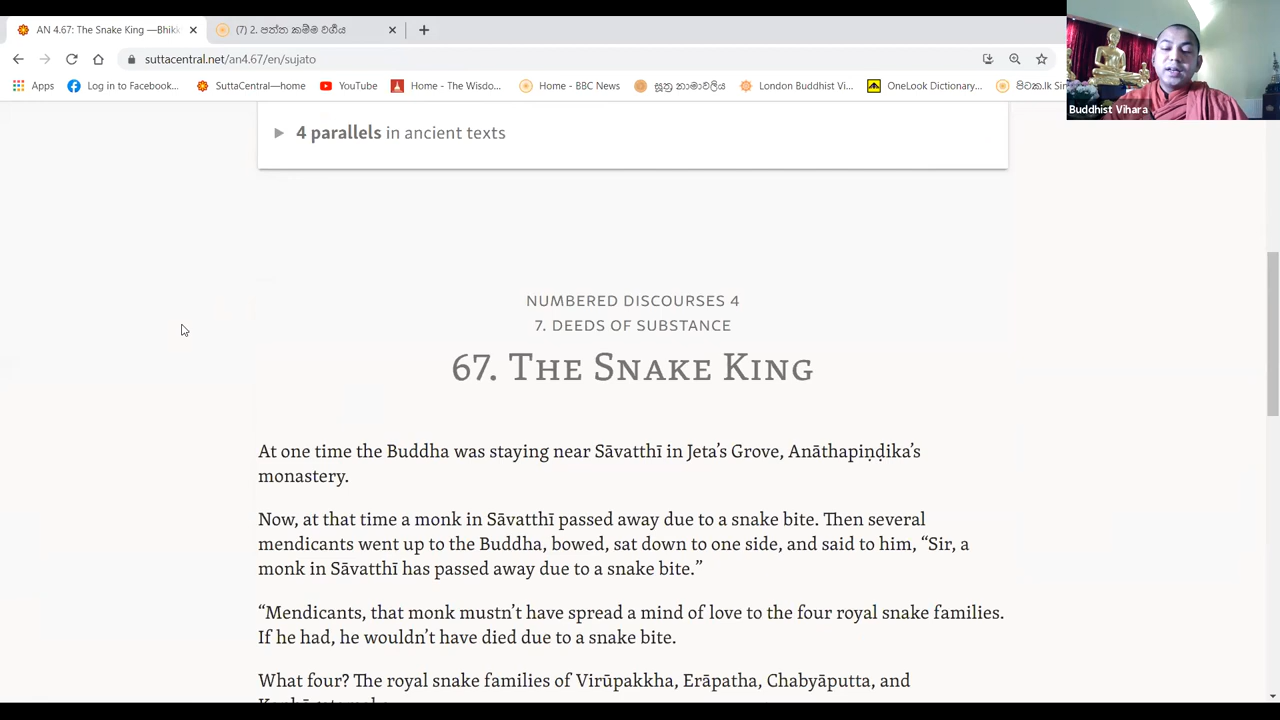 AN 4.67: The Snake King —Bhikk
(7) 2. පත්ත කම්ම වර්ගය
suttacentral.net/an4.67/en/sujato
Apps
Log in to Facebook...
SuttaCentral—home
YouTube
Home - The Wisdo...
Home - BBC News
සූත්‍ර නාමාවලිය
London Buddhist Vi...
OneLook Dictionary...
පිටක.lk Sin
Buddhist Vihara
4 parallels in ancient texts
NUMBERED DISCOURSES 4
7. DEEDS OF SUBSTANCE
67. THE SNAKE KING
At one time the Buddha was staying near Sāvatthī in Jeta’s Grove, Anāthapiṇḍika’s
monastery.
Now, at that time a monk in Sāvatthī passed away due to a snake bite. Then several
mendicants went up to the Buddha, bowed, sat down to one side, and said to him, “Sir, a
monk in Sāvatthī has passed away due to a snake bite.”
“Mendicants, that monk mustn’t have spread a mind of love to the four royal snake families.
If he had, he wouldn’t have died due to a snake bite.
What four? The royal snake families of Virūpakkha, Erāpatha, Chabyāputta, and